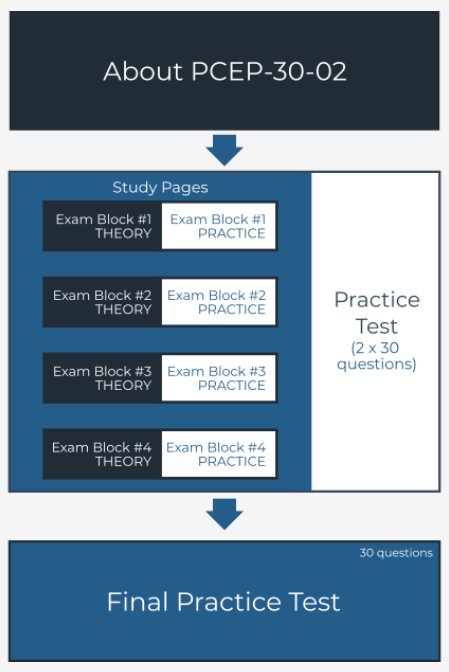 About PCEP-30-02
Study Pages
Exam Block #1
THEORY
Exam Block #1
PRACTICE
Exam Block #2
THEORY
Exam Block #2
PRACTICE
Exam Block #3
THEORY
Exam Block #3
PRACTICE
Exam Block #4
THEORY
Exam Block #4
PRACTICE
Practice
Test
(2 x 30
questions)
30 questions
Final Practice Test